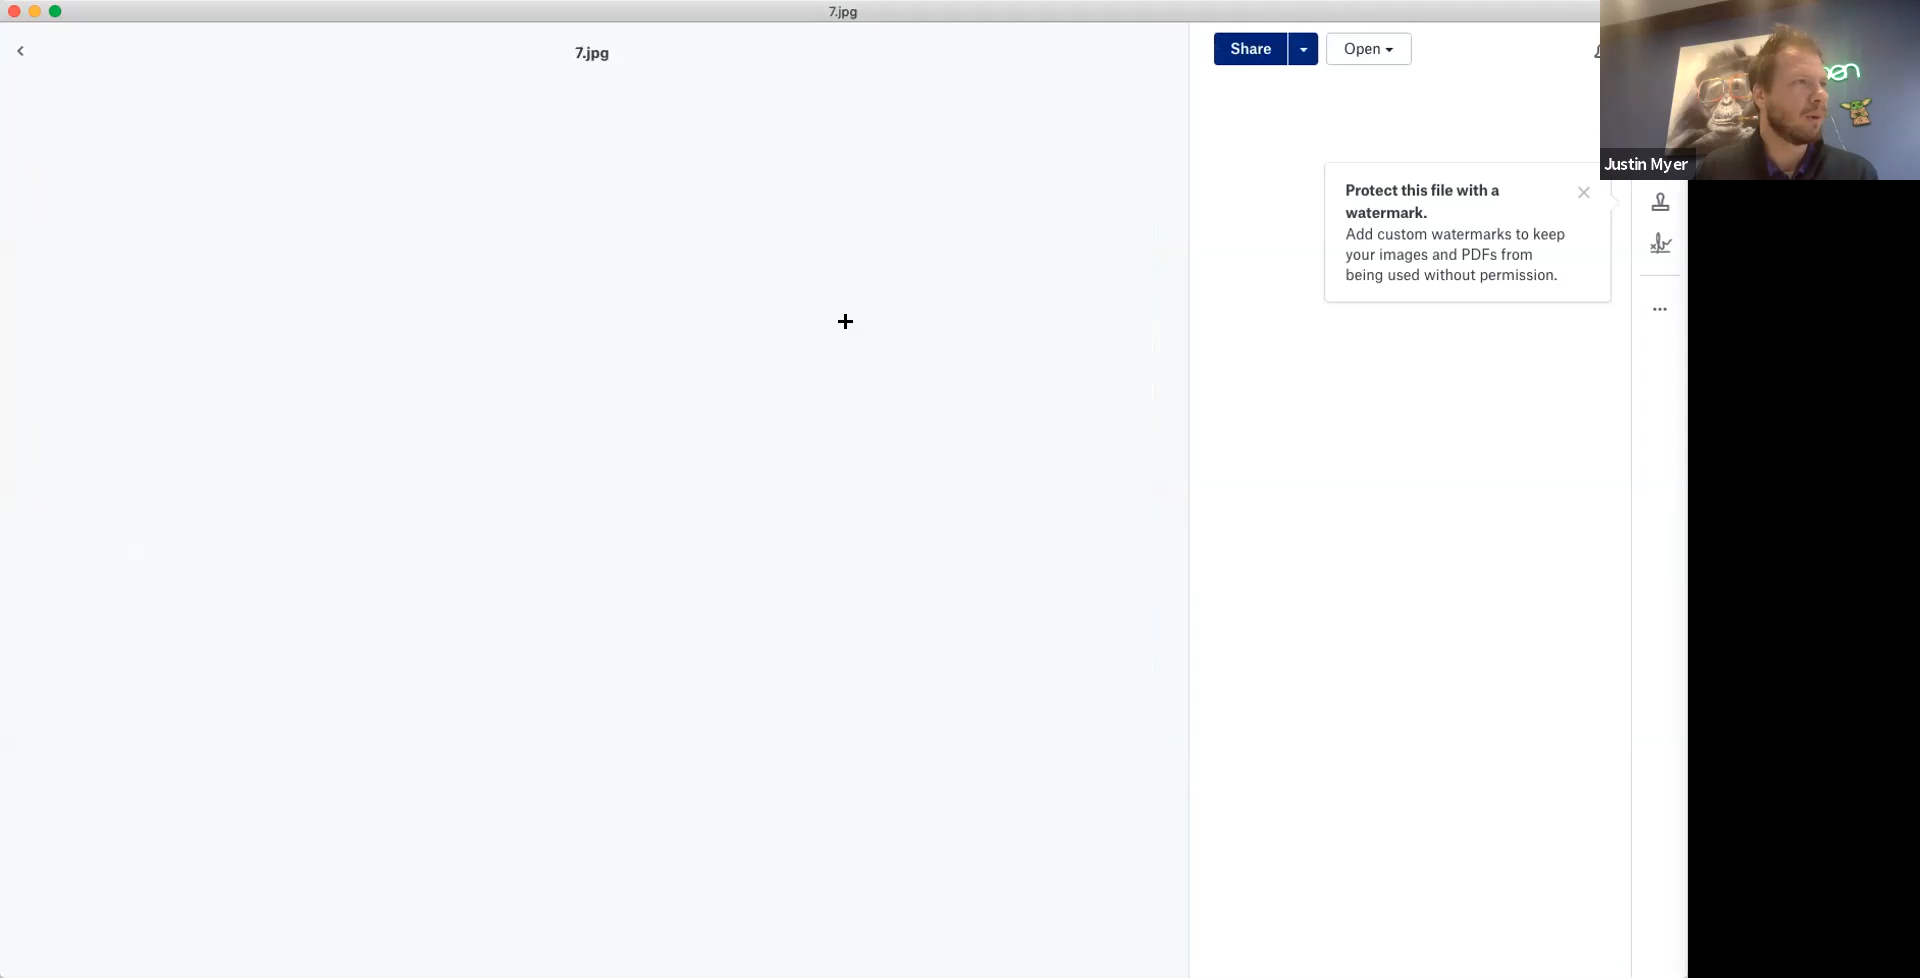 7.jpg
7.jpg
Share
Open
Protect this file with a
watermark.
Add custom watermarks to keep
your images and PDFs from
being used without permission.
Justin Myer